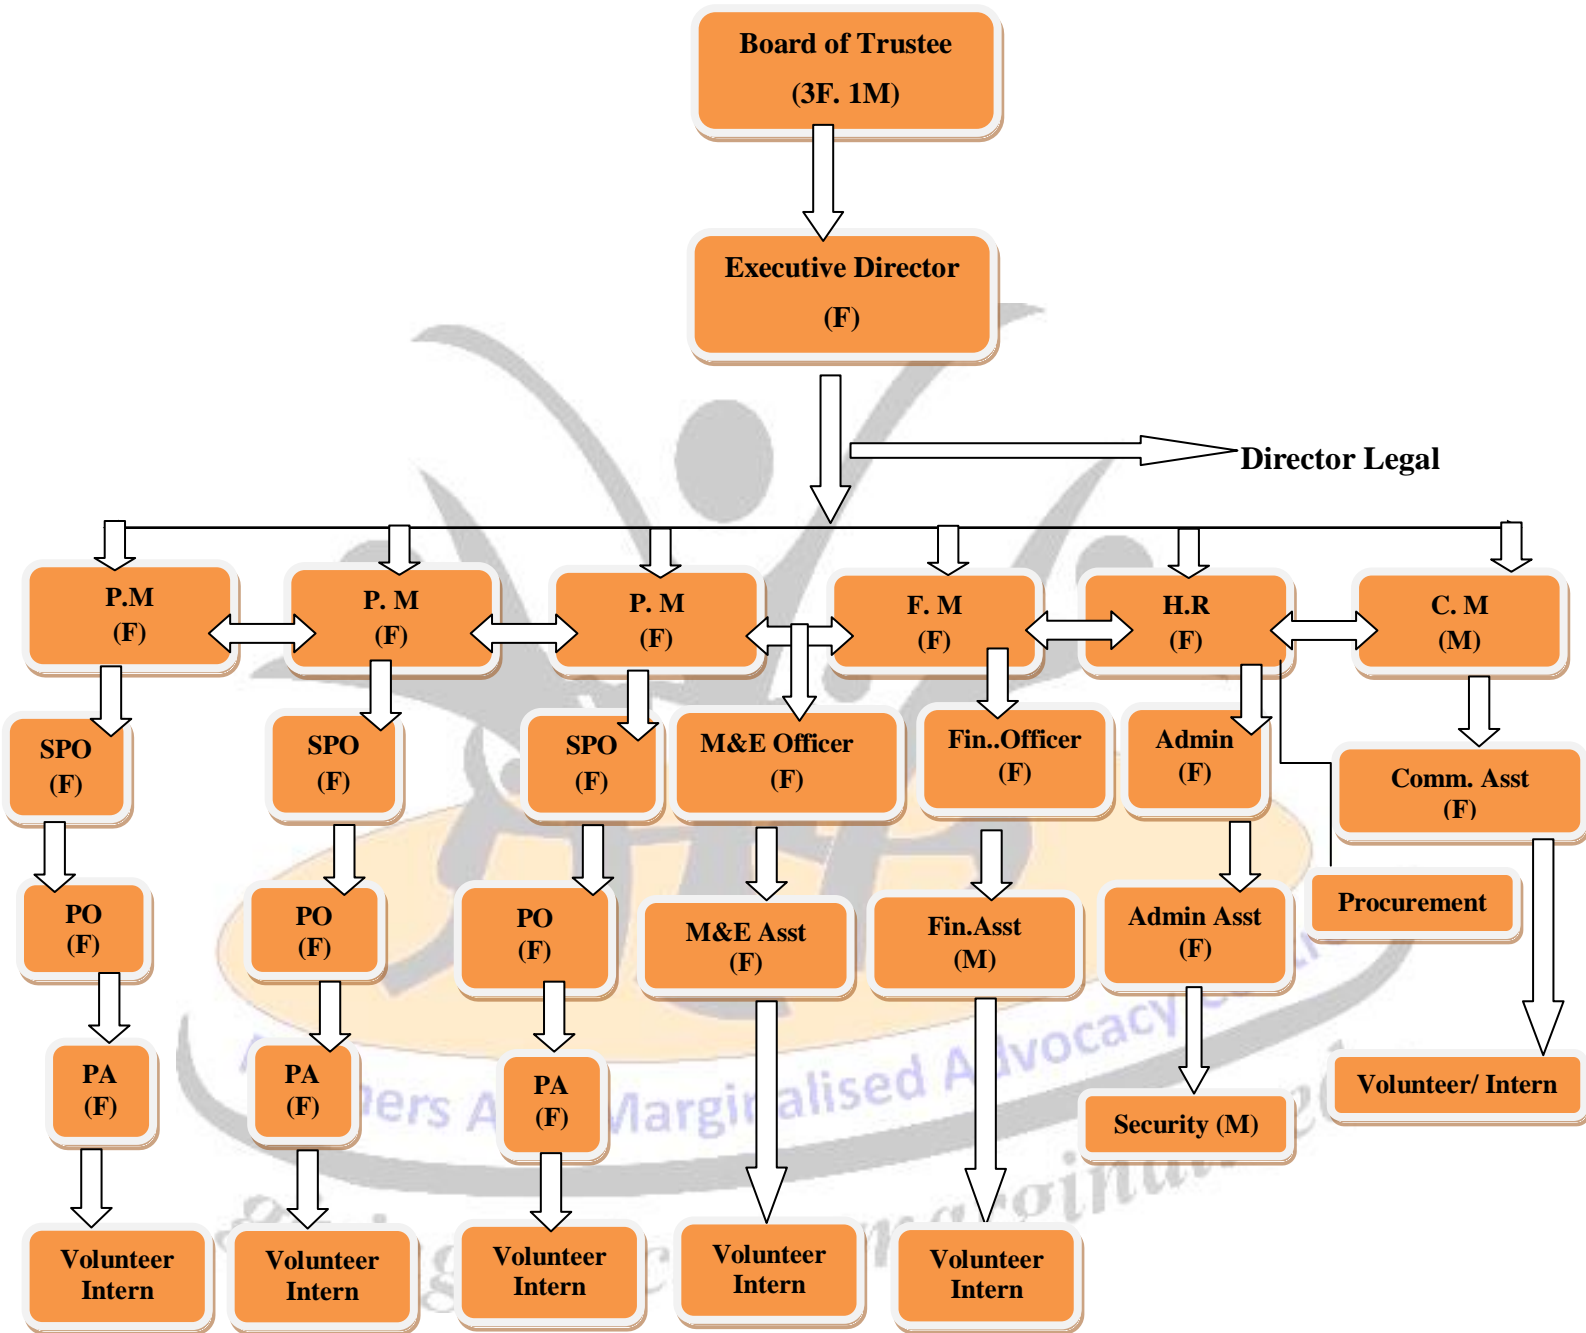 Board of Trustee
(3F. 1M)
Executive Director
(F)
Director Legal
P.M
(F)
P. M
(F)
P. M
(F)
F. M
(F)
H.R
(F)
C. M
(M)
SPO
(F)
SPO
(F)
SPO
(F)
M&E Officer
(F)
Fin..Officer
(F)
Admin
(F)
Comm. Asst
(F)
PO
(F)
PO
(F)
PO
(F)
M&E Asst
(F)
Fin.Asst
(M)
Admin Asst
(F)
Procurement
PA
(F)
PA
(F)
PA
(F)
Security (M)
Volunteer/ Intern
Volunteer
Intern
Volunteer
Intern
Volunteer
Intern
Volunteer
Intern
Volunteer
Intern
Marginalised Advocacy